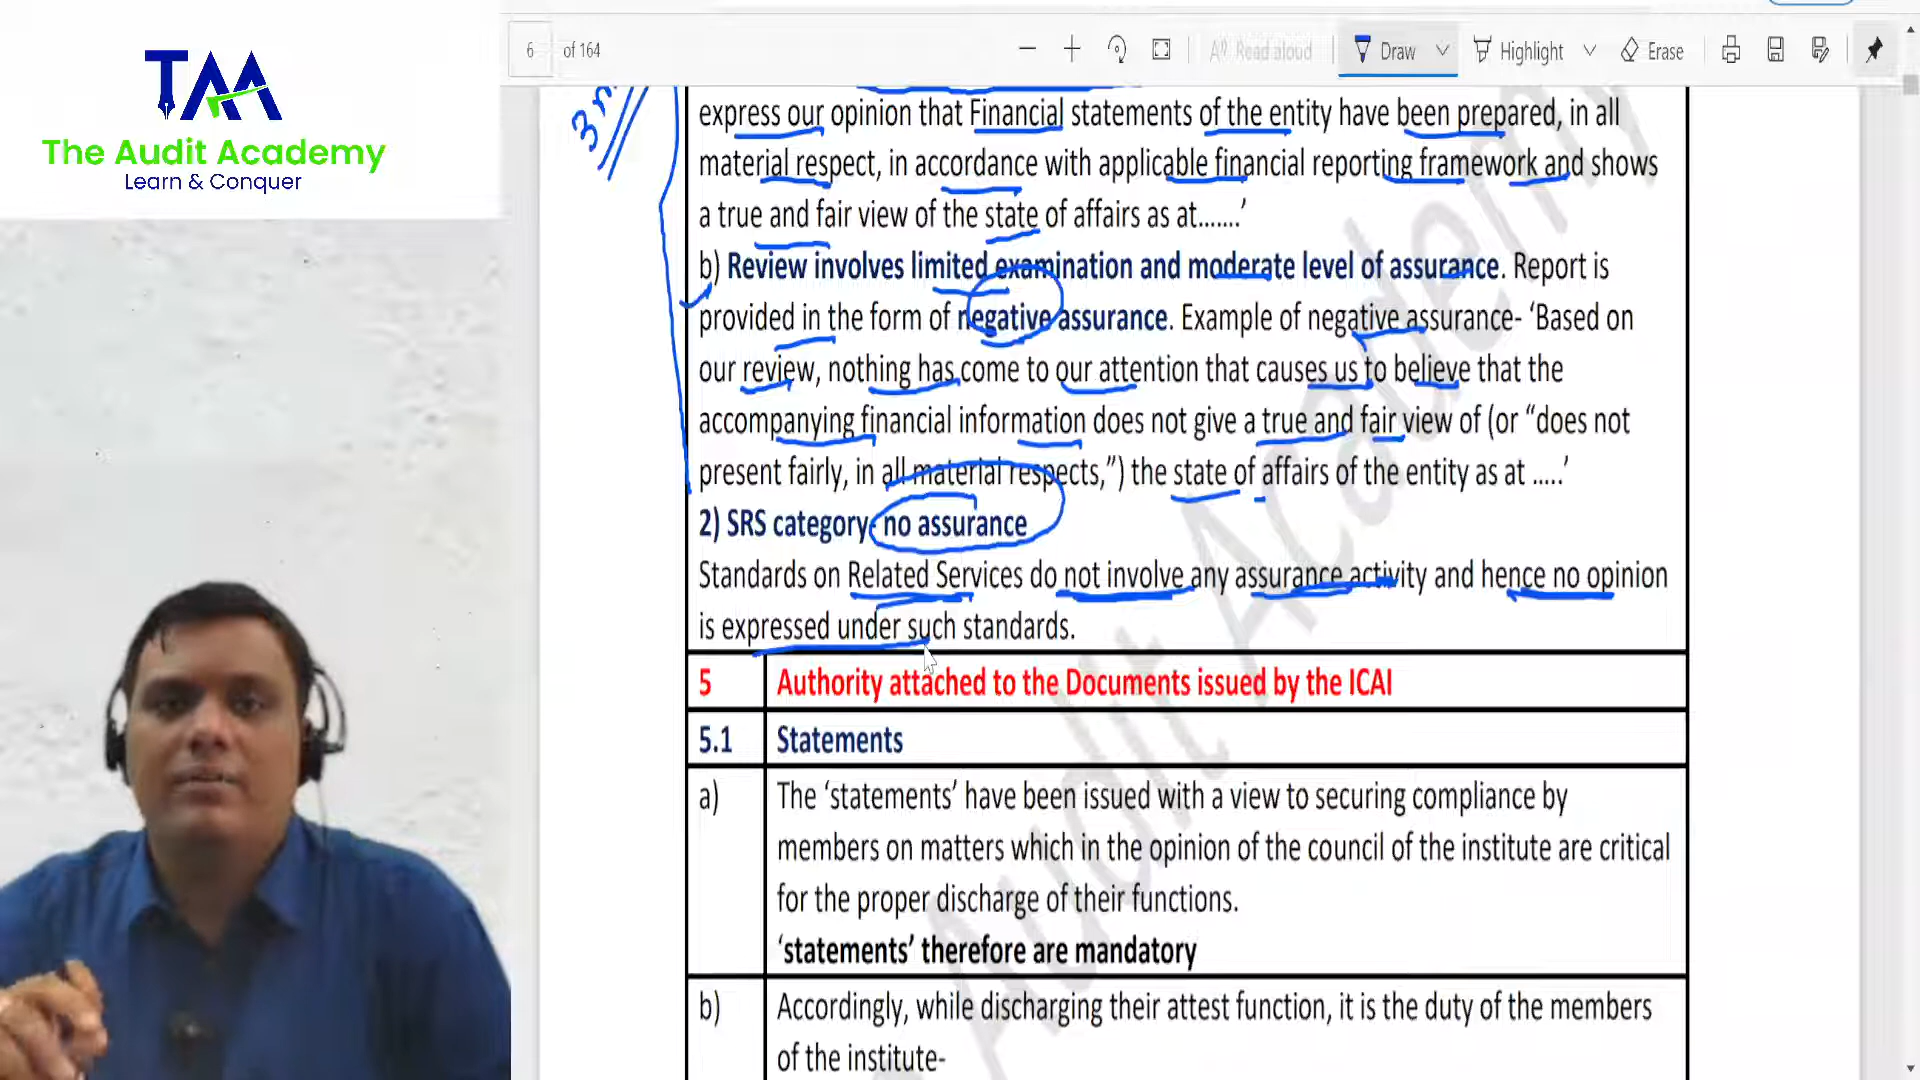 TAA
The Audit Academy
Learn & Conquer
6 of 164
Read aloud Draw Highlight Erase
express our opinion that Financial statements of the entity have been prepared, in all
material respect, in accordance with applicable financial reporting framework and shows
a true and fair view of the state of affairs as at…….’
b) Review involves limited examination and moderate level of assurance. Report is
provided in the form of negative assurance. Example of negative assurance- ‘Based on
our review, nothing has come to our attention that causes us to believe that the
accompanying financial information does not give a true and fair view of (or “does not
present fairly, in all material respects,”) the state of affairs of the entity as at …..’
2) SRS category- no assurance
Standards on Related Services do not involve any assurance activity and hence no opinion
is expressed under such standards.
5 Authority attached to the Documents issued by the ICAI
5.1 Statements
a) The ‘statements’ have been issued with a view to securing compliance by
members on matters which in the opinion of the council of the institute are critical
for the proper discharge of their functions.
‘statements’ therefore are mandatory
b) Accordingly, while discharging their attest function, it is the duty of the members
of the institute-
Audit Academy